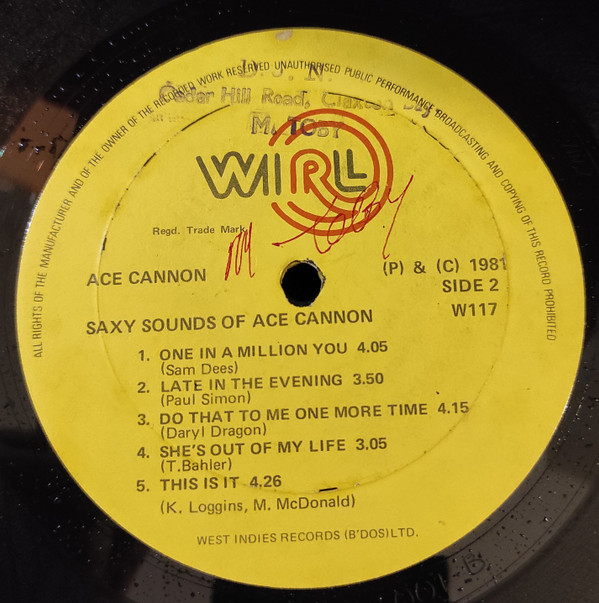 ALL RIGHTS OF THE MANUFACTURER AND OF THE OWNER OF THE RECORDED WORK RESERVED UNAUTHORISED PUBLIC PERFORMANCE BROADCASTING AND COPYING OF THIS RECORD PROHIBITED
Cedar Hill Road, Claxton Bay
M. TOBY
WIRL
Regd. Trade Mark
M Toby
ACE CANNON
(P) & (C) 1981
SIDE 2
SAXY SOUNDS OF ACE CANNON
W117
1. ONE IN A MILLION YOU 4.05
(Sam Dees)
2. LATE IN THE EVENING 3.50
(Paul Simon)
3. DO THAT TO ME ONE MORE TIME 4.15
(Daryl Dragon)
4. SHE'S OUT OF MY LIFE 3.05
(T.Bahler)
5. THIS IS IT 4.26
(K. Loggins, M. McDonald)
WEST INDIES RECORDS (B'DOS) LTD.